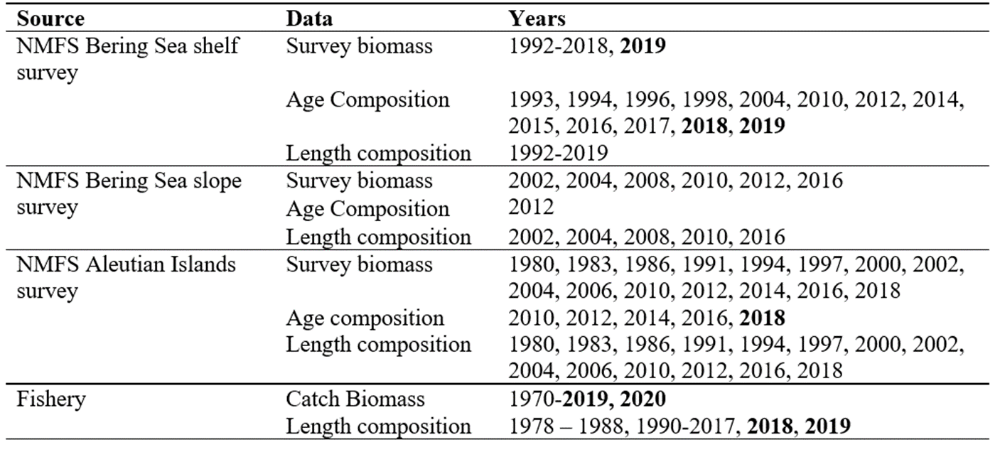 Source Data Years
NMFS Bering Sea shelf Survey biomass 1992-2018, 2019
survey
Age Composition 1993, 1994, 1996, 1998, 2004, 2010, 2012, 2014,
2015, 2016, 2017, 2018, 2019
Length composition 1992-2019
NMFS Bering Sea slope Survey biomass 2002, 2004, 2008, 2010, 2012, 2016
survey Age Composition 2012
Length composition 2002, 2004, 2008, 2010, 2016
NMFS Aleutian Islands Survey biomass 1980, 1983, 1986, 1991, 1994, 1997, 2000, 2002,
survey 2004, 2006, 2010, 2012, 2014, 2016, 2018
Age composition 2010, 2012, 2014, 2016, 2018
Length composition 1980, 1983, 1986, 1991, 1994, 1997, 2000, 2002,
2004, 2006, 2010, 2012, 2016, 2018
Fishery Catch Biomass 1970-2019, 2020
Length composition 1978 – 1988, 1990-2017, 2018, 2019